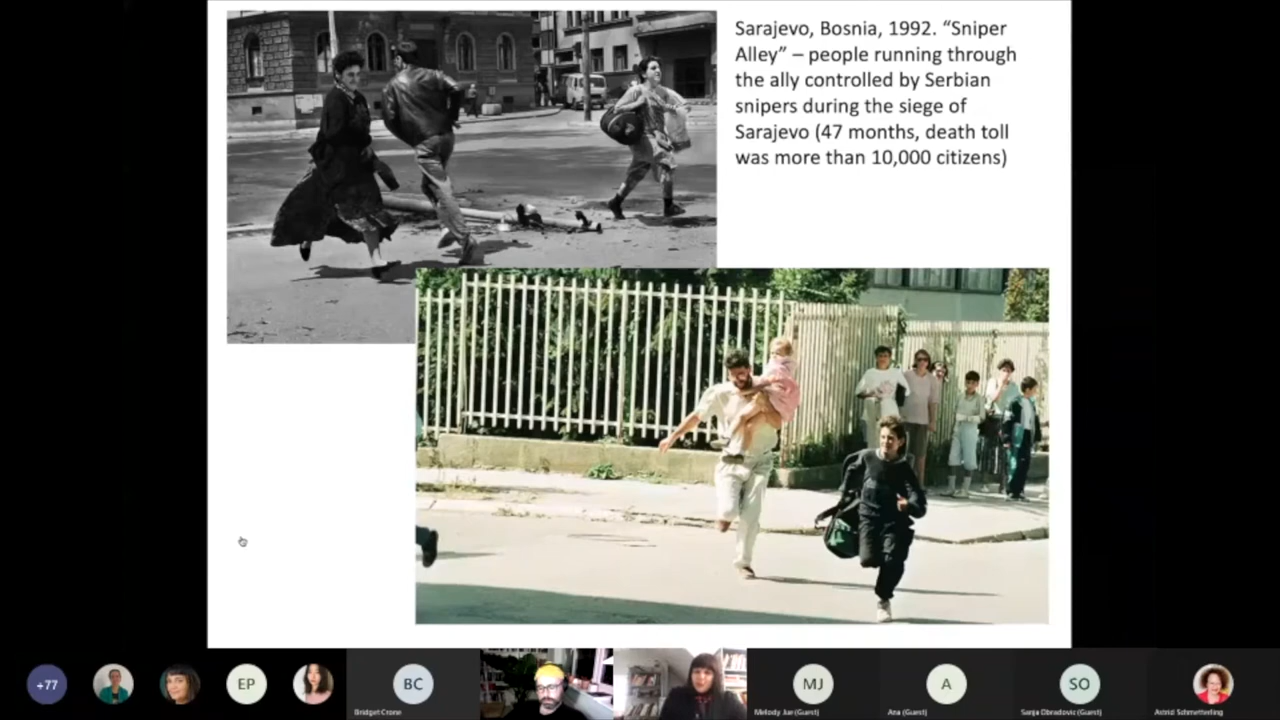 Sarajevo, Bosnia, 1992. “Sniper
Alley” – people running through
the ally controlled by Serbian
snipers during the siege of
Sarajevo (47 months, death toll
was more than 10,000 citizens)
+77
EP
BC
Bridget Crone
MJ
Melody Jue (Guest)
A
Ana (Guest)
SO
Sanja Obradovic (Guest)
Astrid Schmetterling